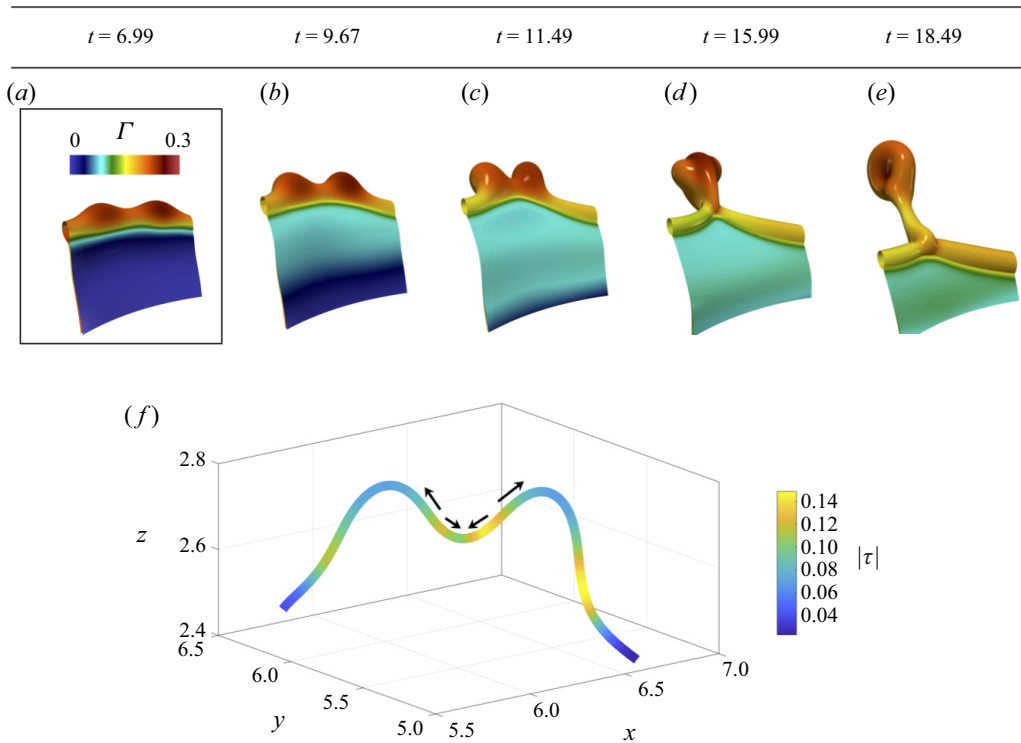 t = 6.99 t = 9.67 t = 11.49 t = 15.99 t = 18.49
(a) (b) (c) (d) (e)
Γ
0 0.3
(f)
2.8
2.6
2.4
z
6.5
6.0
5.5
5.0
y
5.5
6.0
6.5
7.0
x
0.14
0.12
0.10
0.08
0.06
0.04
|τ|